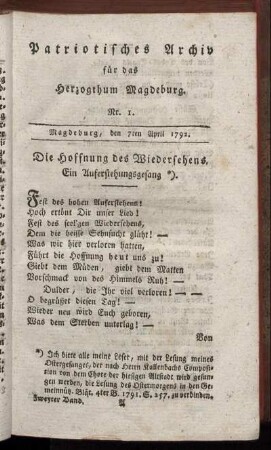 Patriotisches Archiv
für das
Herzogthum Magdeburg.
Nr. 1.
Magdeburg, den 7ten April 1792.
Die Hoffnung des Wiedersehens.
Ein Auferstehungsgesang *).
Fest des hohen Auferstehens!
Hoch ertönt Dir unser Lied!
Fest des seel'gen Wiedersehens,
Dem die heiße Sehnsucht glüht! —
Was wir hier verloren hatten,
Führt die Hoffnung heut uns zu!
Giebt dem Müden, giebt dem Matten
Vorschmack von des Himmels Ruh! —
Dulder, die Ihr viel verloren! — —
O begrüßet diesen Tag! —
Wieder neu wird Euch geboren,
Was dem Sterben unterlag! —
Von
*) Ich bitte alle meine Leser, mit der Lesung meines
Ostergesanges, der nach Herrn Kallenbachs Composi-
tion von dem Chore der hiesigen Altstadt wird gesun-
gen werden, die Lesung des Ostermorgens in den Ge-
meinnütz. Blätt. 4ter B. 1791. S. 257. zu verbinden.
Zweyter Band. A